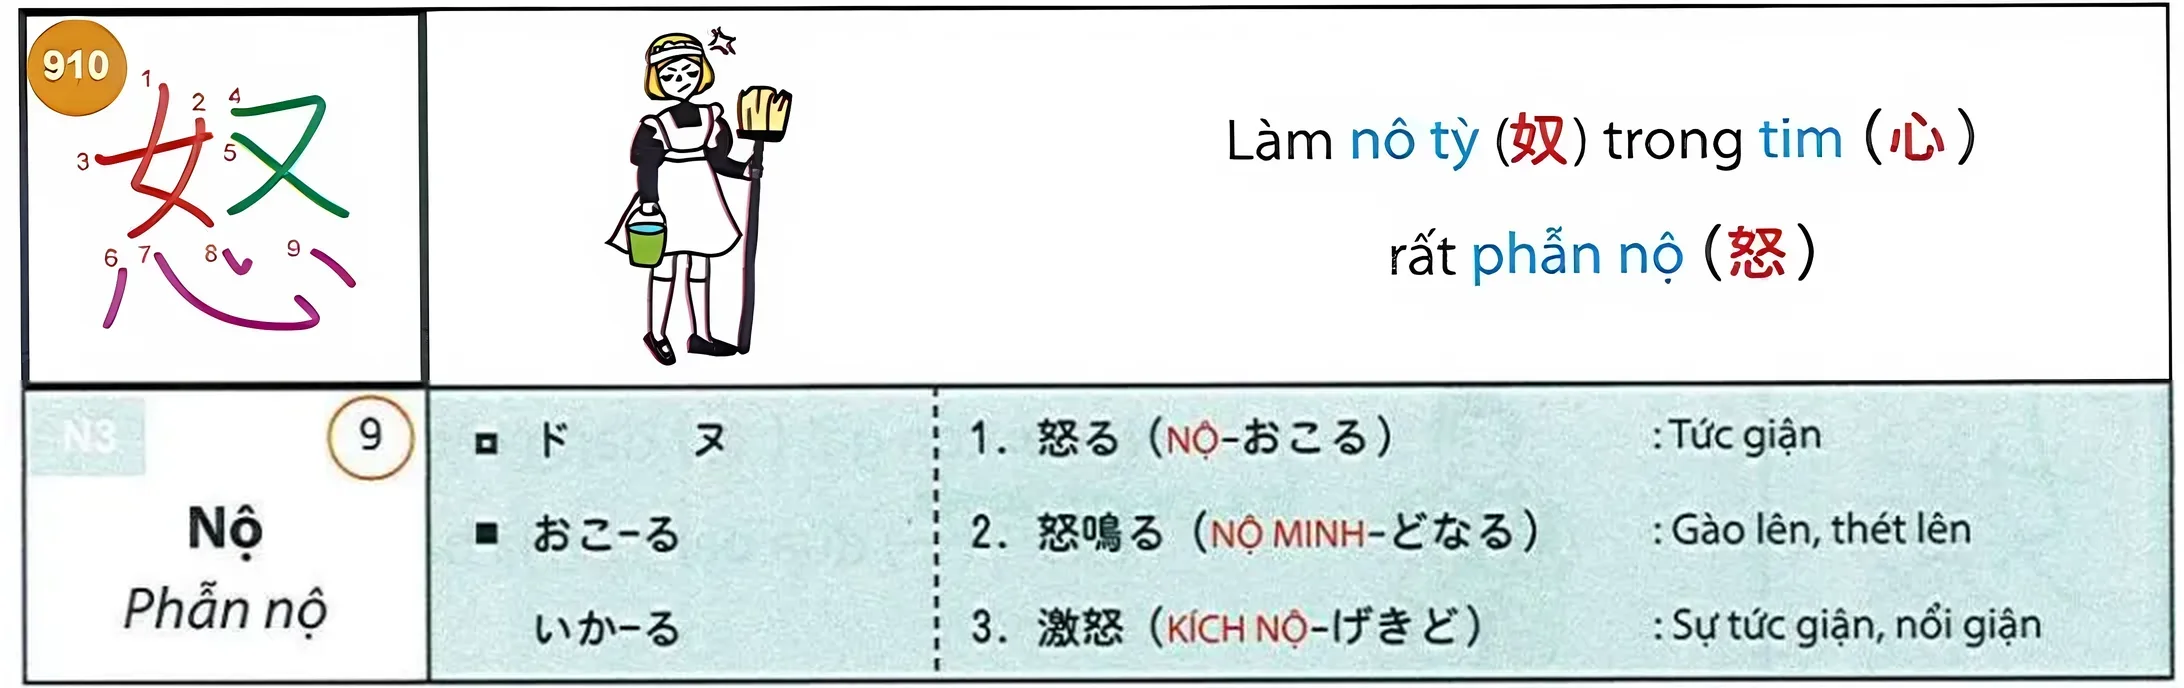 910
1 2 3 4 5 6 7 8 9
怒
Làm nô tỳ (奴) trong tim (心)
rất phẫn nộ (怒)
N3
9
Nộ
Phẫn nộ
ド ヌ
おこーる
いかーる
1. 怒る (NỘ-おこる) : Tức giận
2. 怒鳴る (NỘ MINH-どなる) : Gào lên, thét lên
3. 激怒 (KÍCH NỘ-げきど) : Sự tức giận, nổi giận